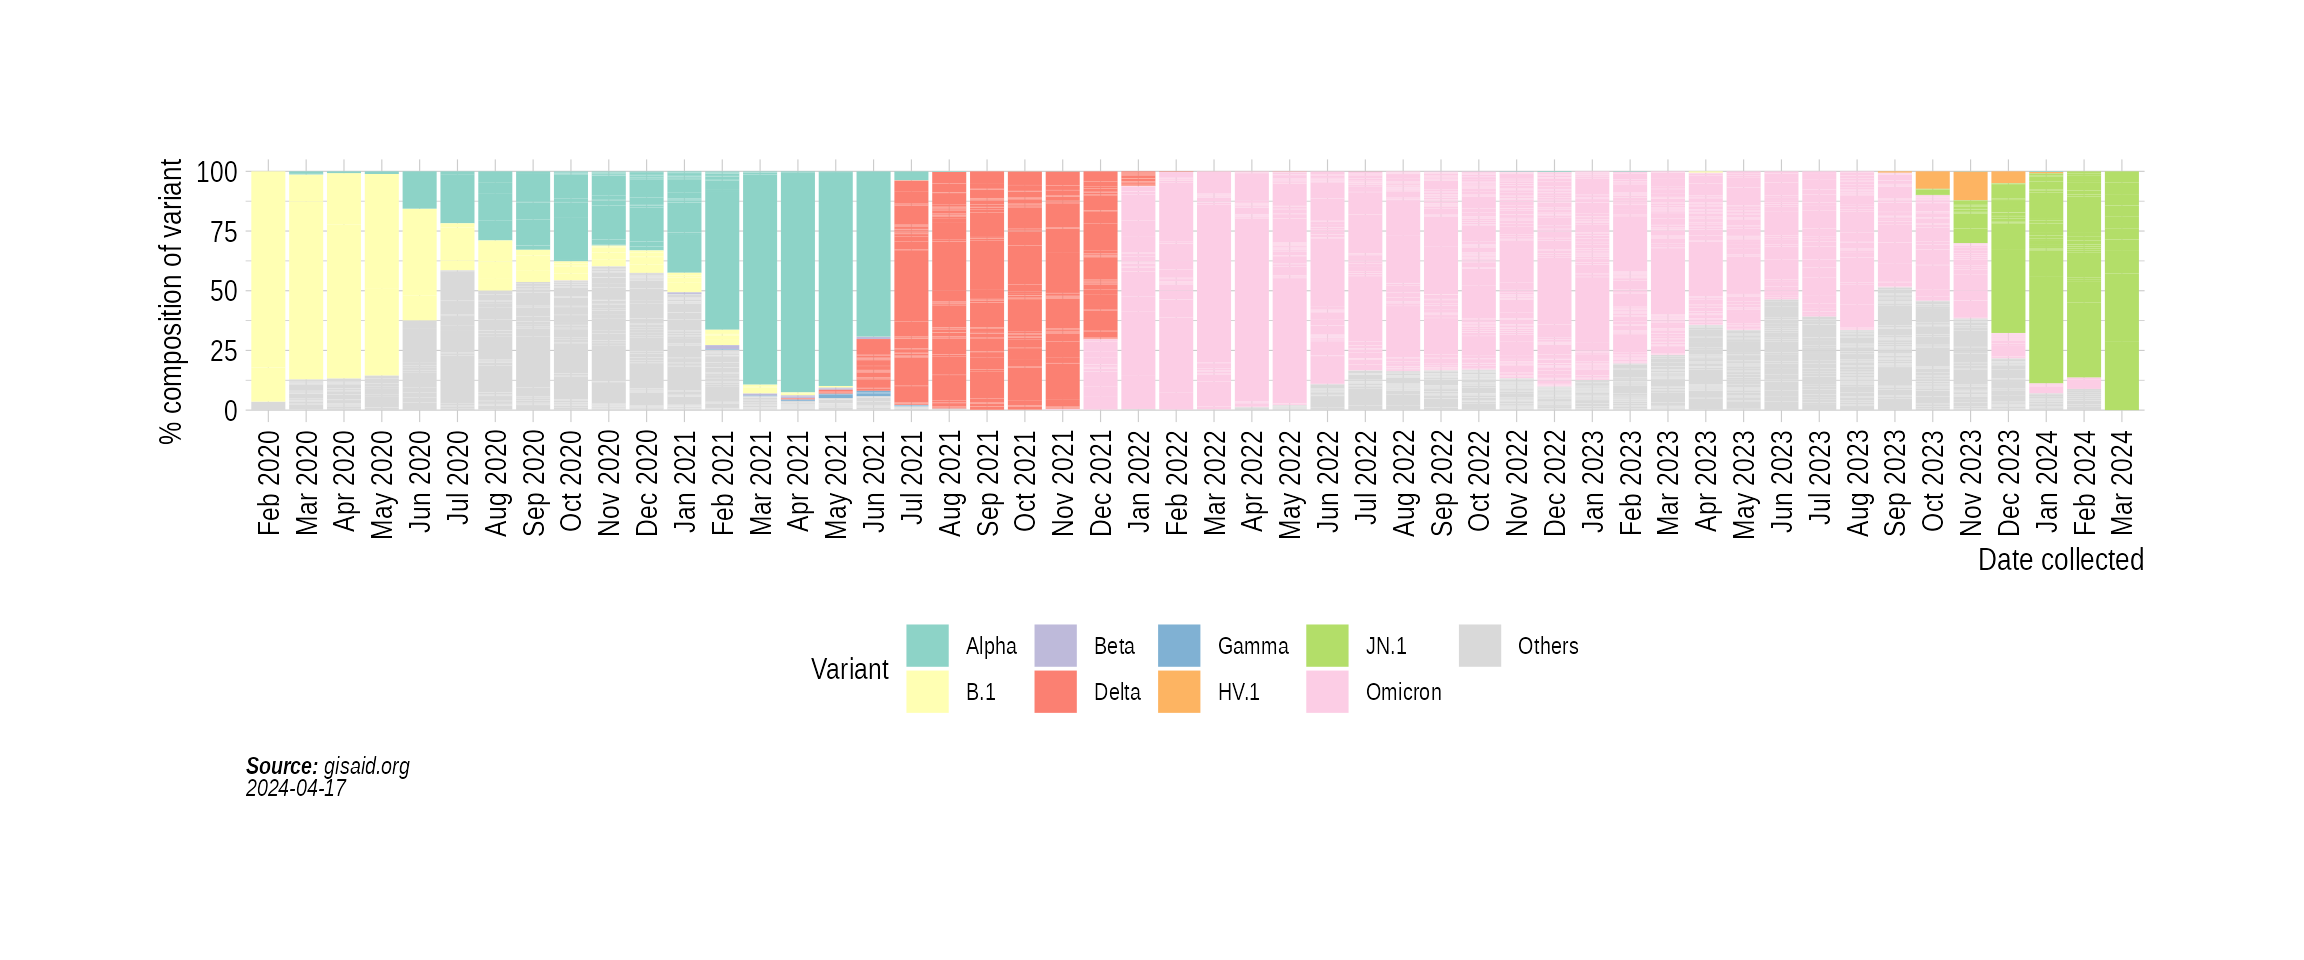 % composition of variant
100
75
50
25
0
Feb 2020
Mar 2020
Apr 2020
May 2020
Jun 2020
Jul 2020
Aug 2020
Sep 2020
Oct 2020
Nov 2020
Dec 2020
Jan 2021
Feb 2021
Mar 2021
Apr 2021
May 2021
Jun 2021
Jul 2021
Aug 2021
Sep 2021
Oct 2021
Nov 2021
Dec 2021
Jan 2022
Feb 2022
Mar 2022
Apr 2022
May 2022
Jun 2022
Jul 2022
Aug 2022
Sep 2022
Oct 2022
Nov 2022
Dec 2022
Jan 2023
Feb 2023
Mar 2023
Apr 2023
May 2023
Jun 2023
Jul 2023
Aug 2023
Sep 2023
Oct 2023
Nov 2023
Dec 2023
Jan 2024
Feb 2024
Mar 2024
Date collected
Variant
Alpha
Beta
Gamma
JN.1
Others
B.1
Delta
HV.1
Omicron
Source: gisaid.org
2024-04-17